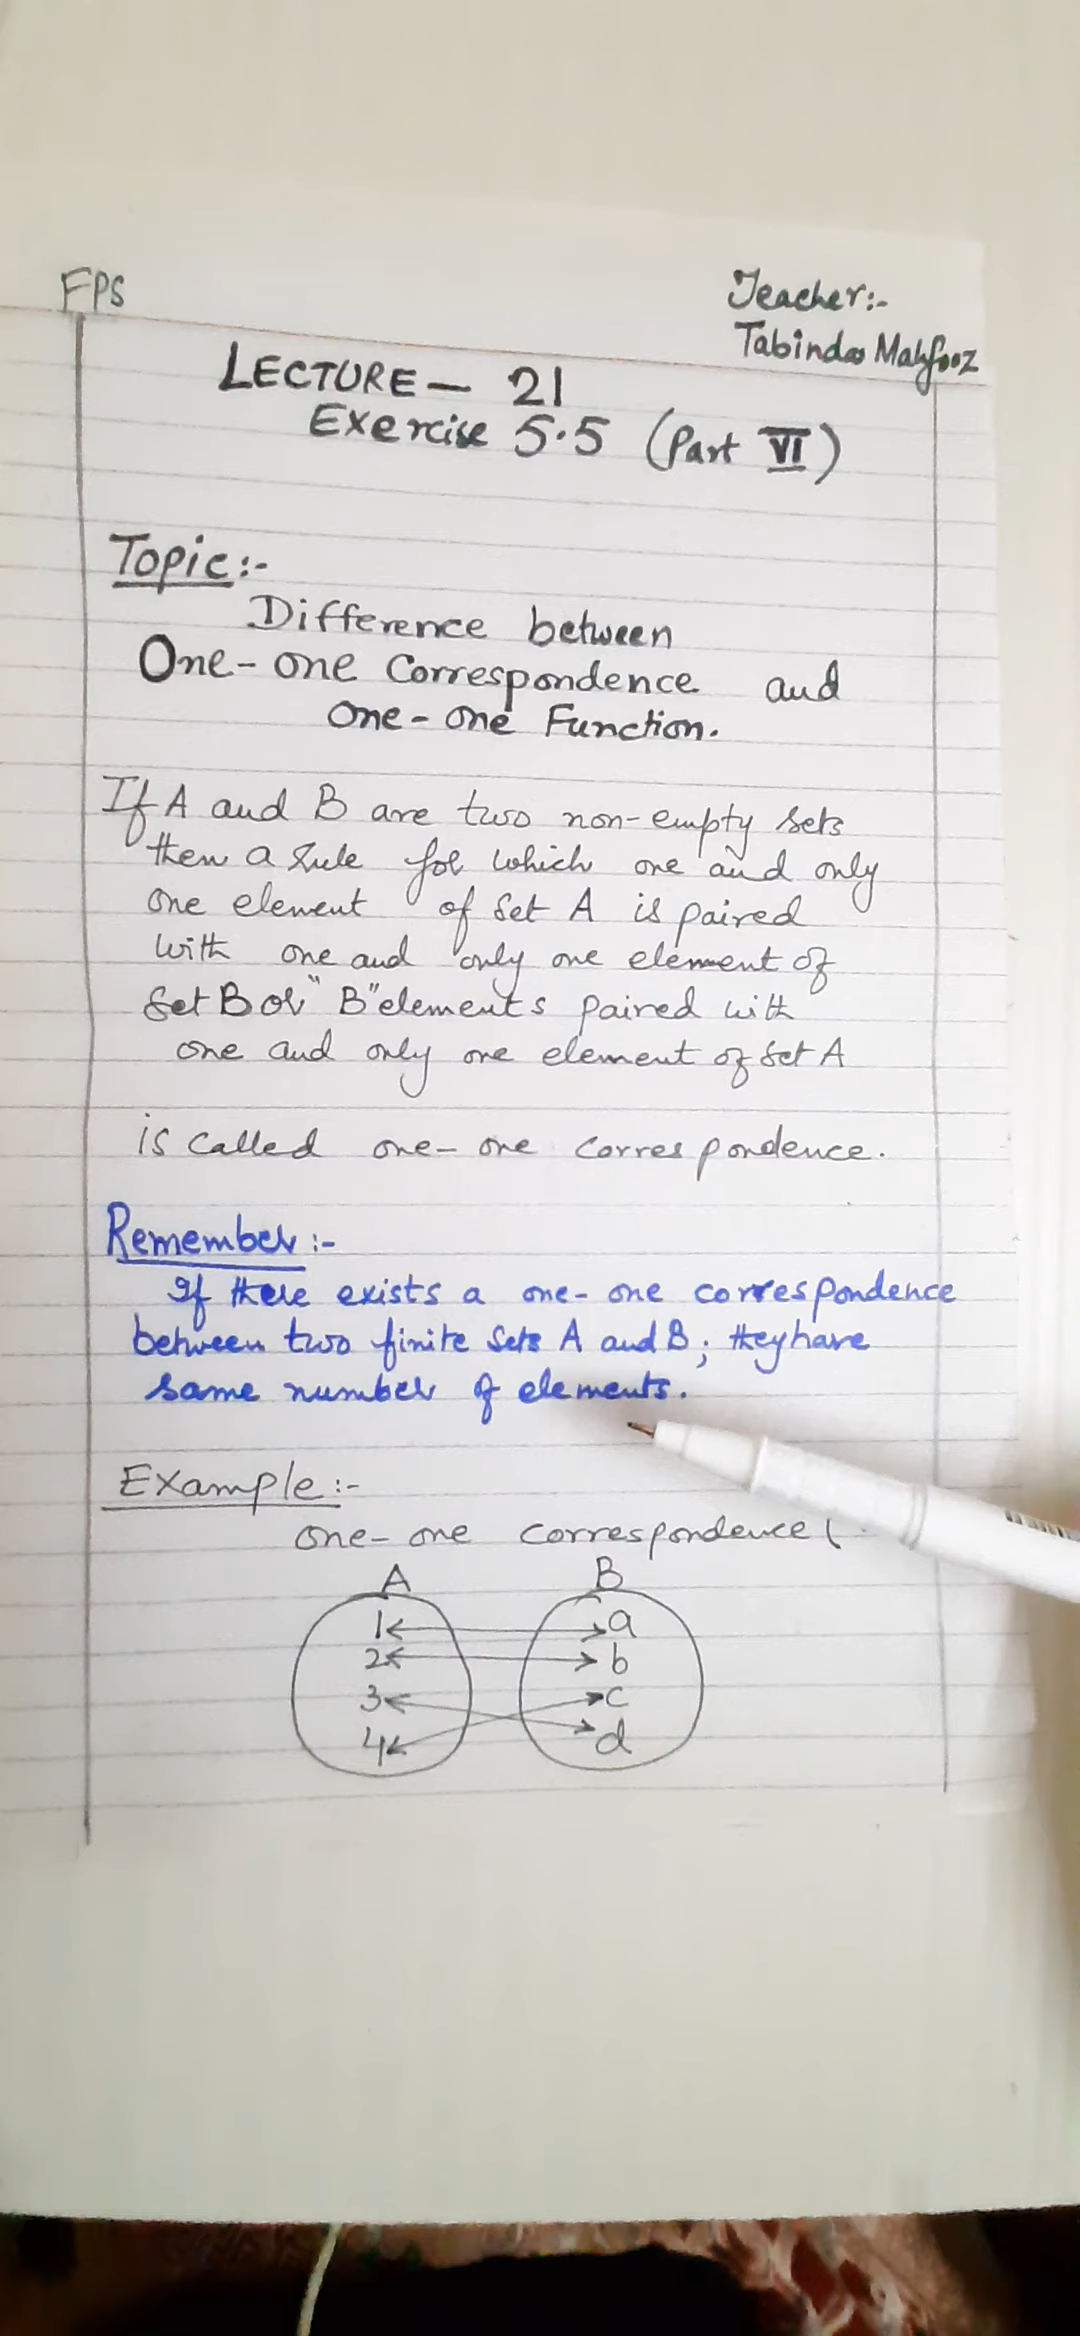 FPS
Teacher:-
Tabinda Mahfooz
LECTURE - 21
Exercise 5.5 (Part VI)
Topic:-
Difference between
One-one Correspondence and
one-one Function.
If A and B are two non-empty sets
then a rule for which one and only
one element of set A is paired
with one and only one element of
Set B or "B" elements paired with
one and only one element of set A
is called one-one correspondence.
Remember:-
If there exists a one-one correspondence
between two finite sets A and B; they have
same number of elements.
Example:-
one-one correspondence (
A B
1 a
2 b
3 c
4 d